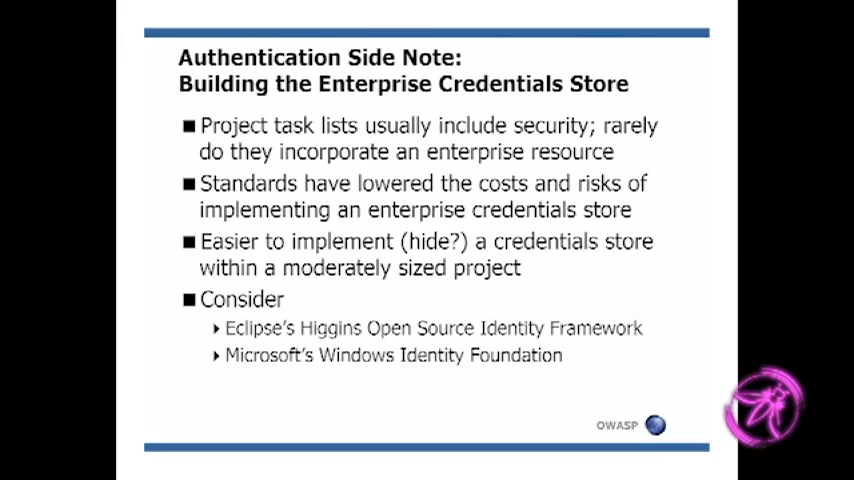 Authentication Side Note:
Building the Enterprise Credentials Store
Project task lists usually include security; rarely
do they incorporate an enterprise resource
Standards have lowered the costs and risks of
implementing an enterprise credentials store
Easier to implement (hide?) a credentials store
within a moderately sized project
Consider
Eclipse's Higgins Open Source Identity Framework
Microsoft's Windows Identity Foundation
OWASP